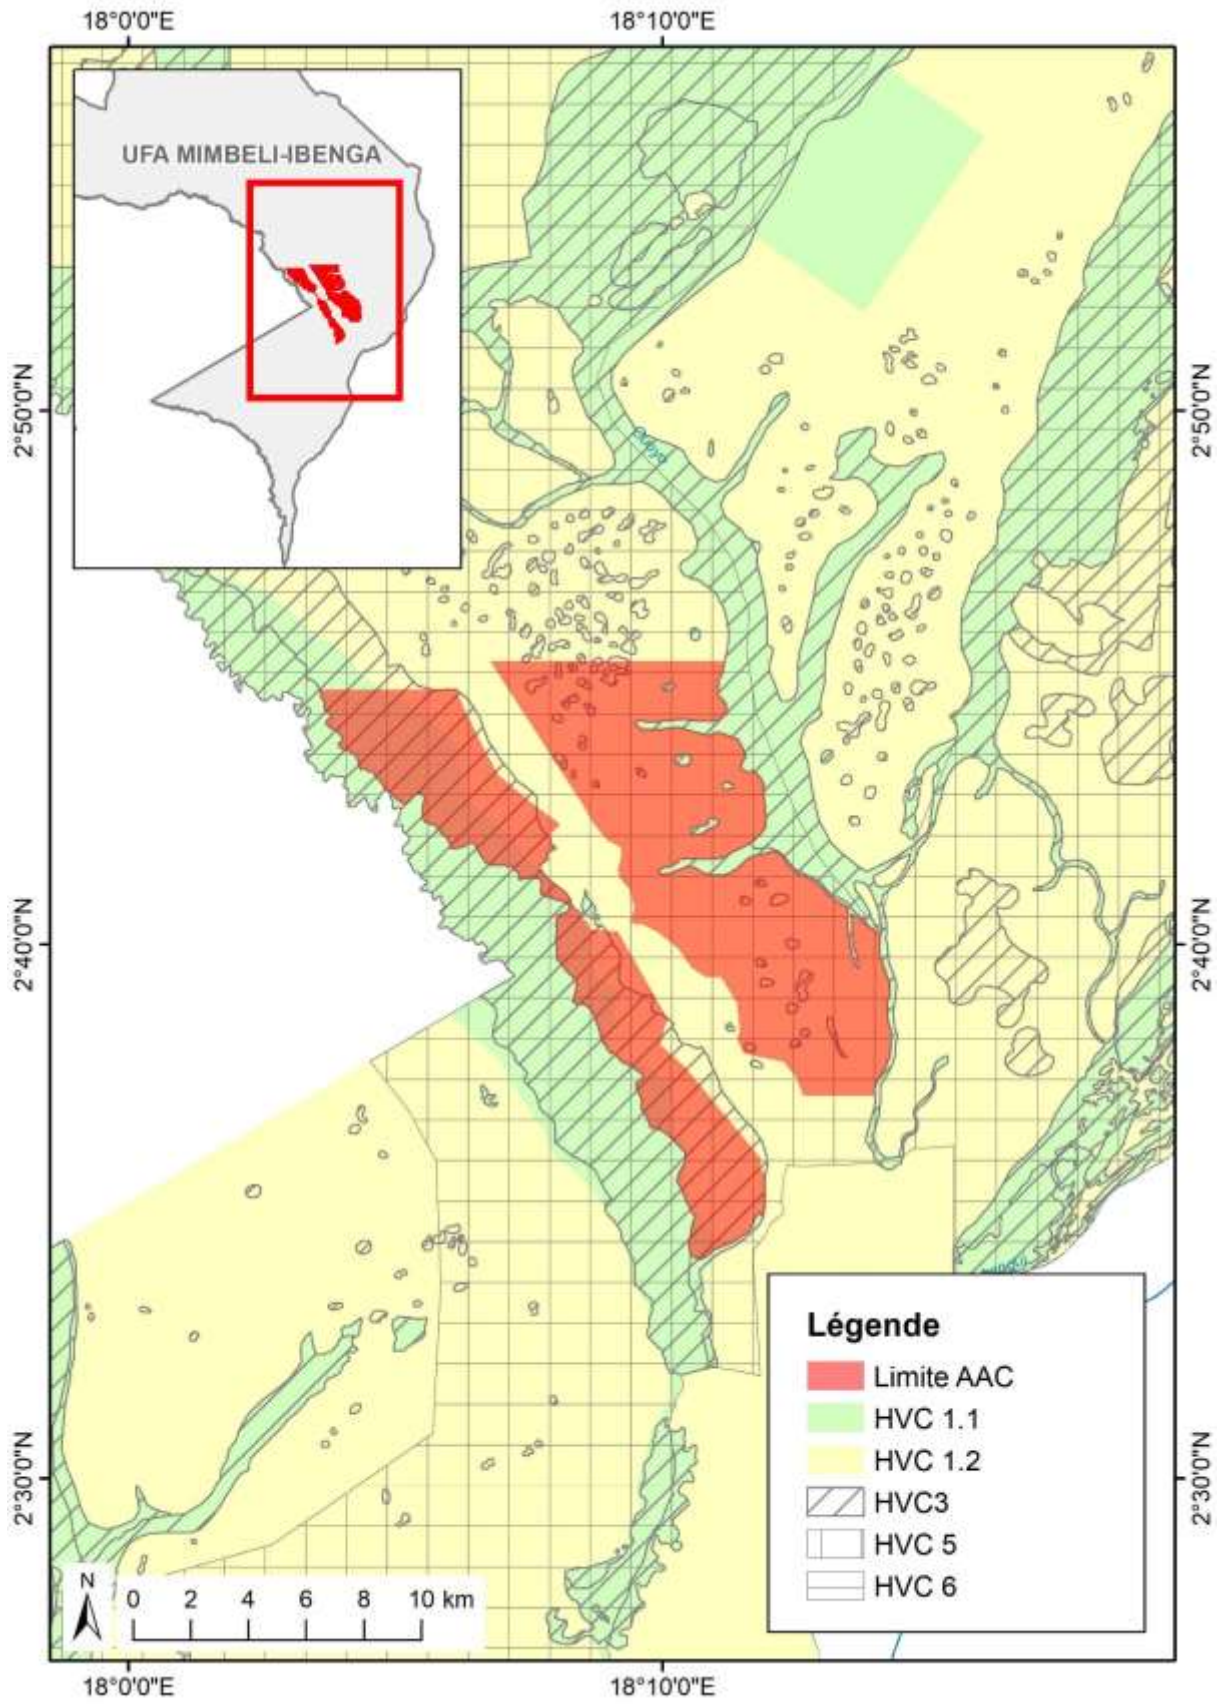 18°0'0"E 18°10'0"E
UFA MIMBELI-IBENGA
2°50'0"N 2°50'0"N
2°40'0"N 2°40'0"N
Légende
Limite AAC
HVC 1.1
HVC 1.2
HVC3
HVC 5
HVC 6
2°30'0"N 2°30'0"N
N
0 2 4 6 8 10 km
18°0'0"E 18°10'0"E